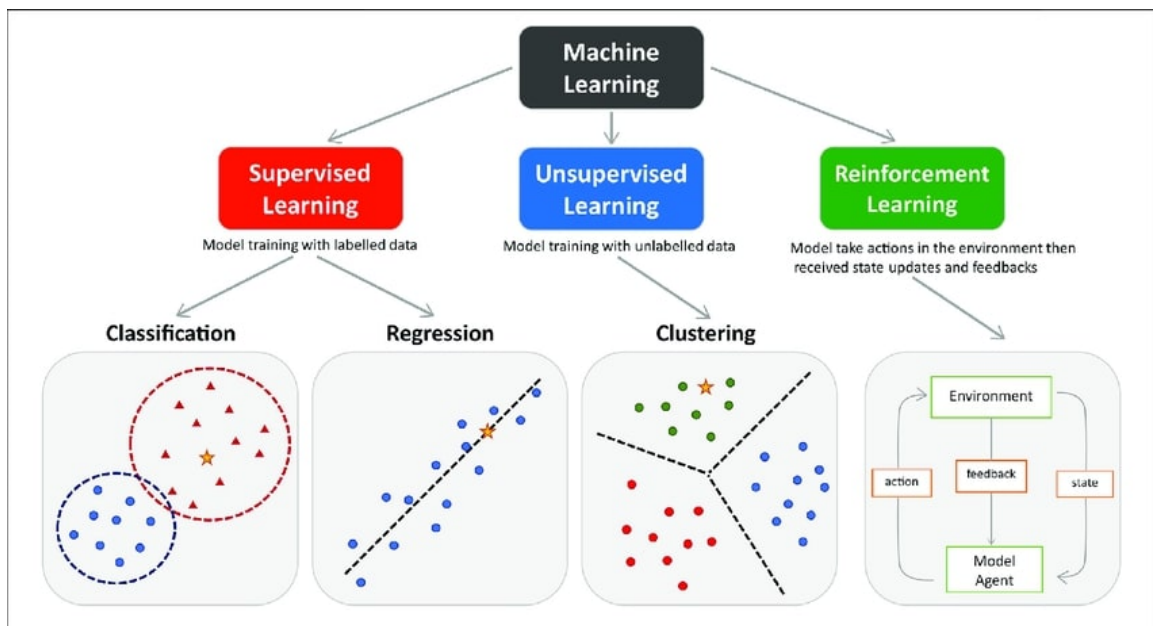 Machine
Learning
Supervised
Learning
Unsupervised
Learning
Reinforcement
Learning
Model training with labelled data
Model training with unlabelled data
Model take actions in the environment then
received state updates and feedbacks
Classification
Regression
Clustering
Environment
action
feedback
state
Model
Agent